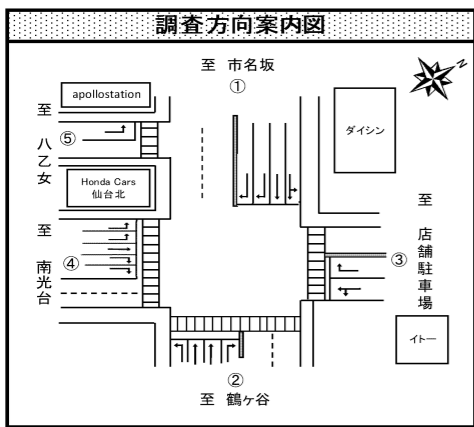 調査方向案内図
至 市名坂
①
N
apollostation
至 八乙女
⑤
ダイシン
Honda Cars
仙台北
至 南光台
④
至 店舗駐車場
③
イトー
②
至 鶴ヶ谷